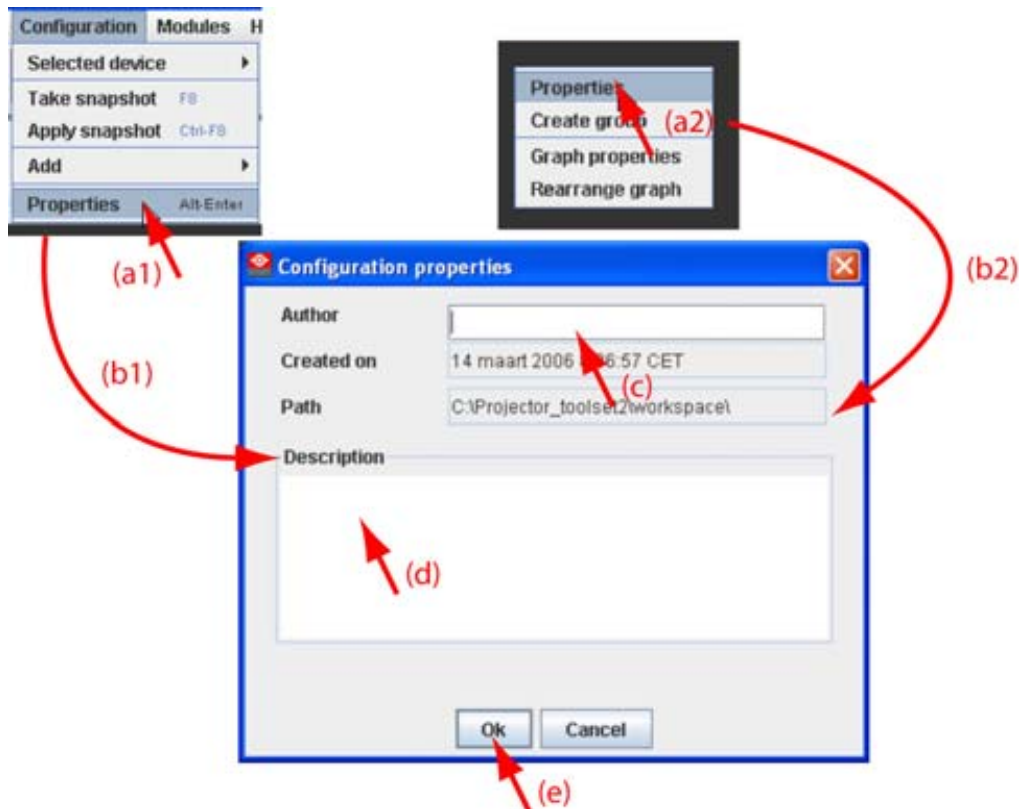 Configuration Modules H
Selected device
Take snapshot F8
Apply snapshot Ctrl-F8
Add
Properties Alt-Enter
(a1)
Properties
Create group
(a2)
Graph properties
Rearrange graph
(b1)
(b2)
Configuration properties
Author
Created on 14 maart 2006 6:57 CET
(c)
Path C:\Projector_toolset2\workspace\
Description
(d)
Ok Cancel
(e)